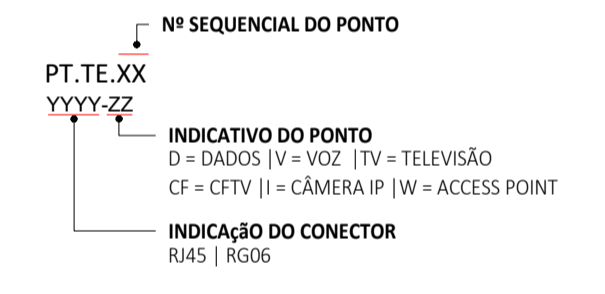 Nº SEQUENCIAL DO PONTO
PT.TE.XX
YYYY-ZZ
INDICATIVO DO PONTO
D = DADOS |V = VOZ |TV = TELEVISÃO
CF = CFTV |I = CÂMERA IP |W = ACCESS POINT
INDICAçãO DO CONECTOR
RJ45 | RG06